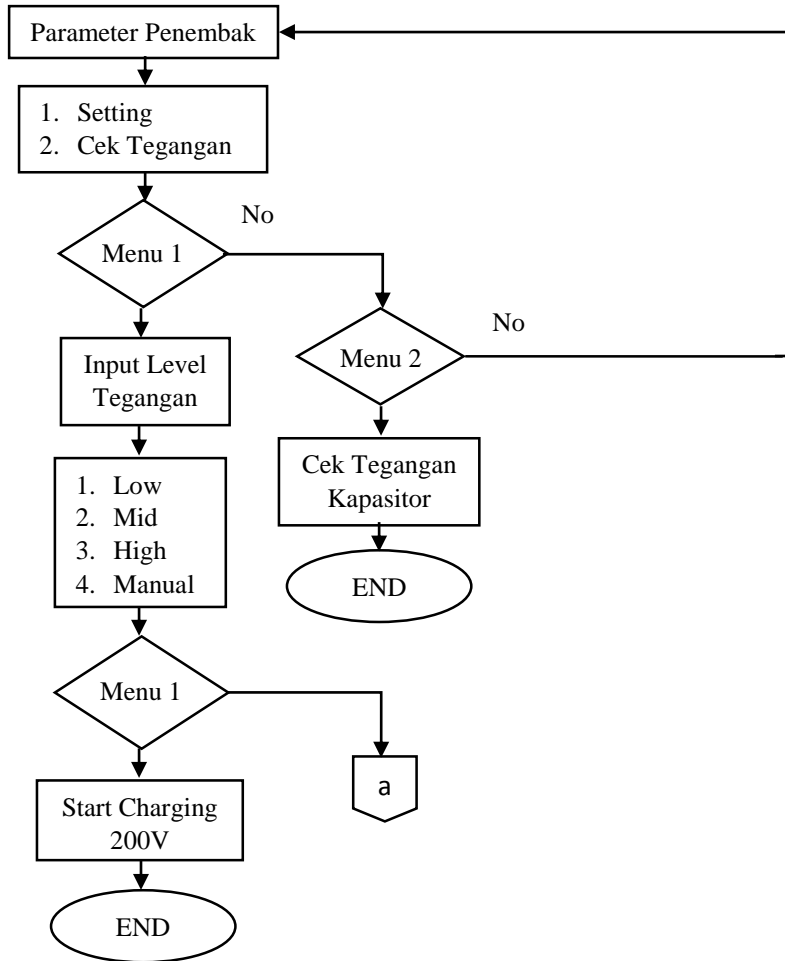 Parameter Penembak
1. Setting
2. Cek Tegangan
No
Menu 1
No
Menu 2
Input Level
Tegangan
Cek Tegangan
Kapasitor
1. Low
2. Mid
3. High
4. Manual
END
Menu 1
a
Start Charging
200V
END